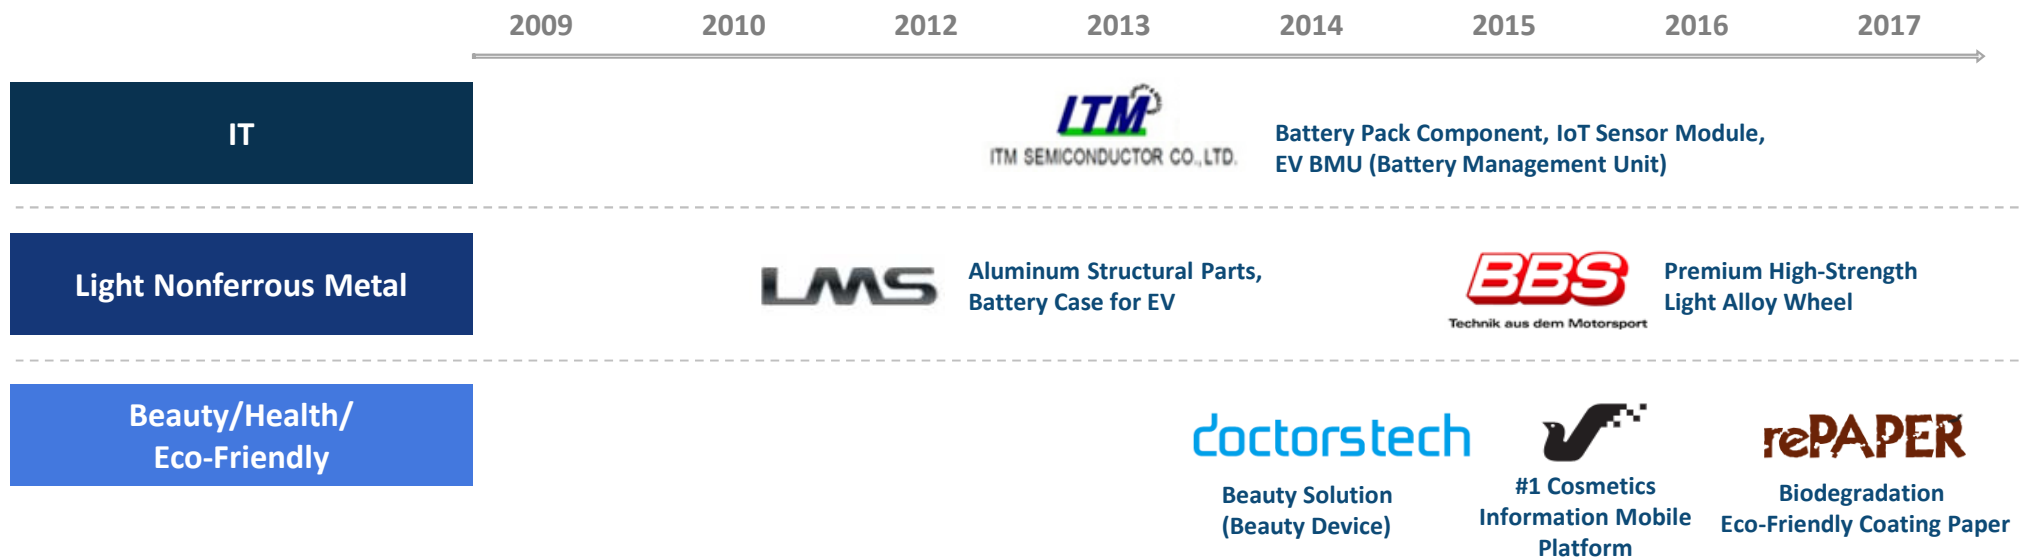 2009 2010 2012 2013 2014 2015 2016 2017
IT
ITM
ITM SEMICONDUCTOR CO.,LTD.
Battery Pack Component, IoT Sensor Module,
EV BMU (Battery Management Unit)
Light Nonferrous Metal
LMS
Aluminum Structural Parts,
Battery Case for EV
BBS
Technik aus dem Motorsport
Premium High-Strength
Light Alloy Wheel
Beauty/Health/
Eco-Friendly
doctorstech
Beauty Solution
(Beauty Device)
#1 Cosmetics
Information Mobile
Platform
rePAPER
Biodegradation
Eco-Friendly Coating Paper